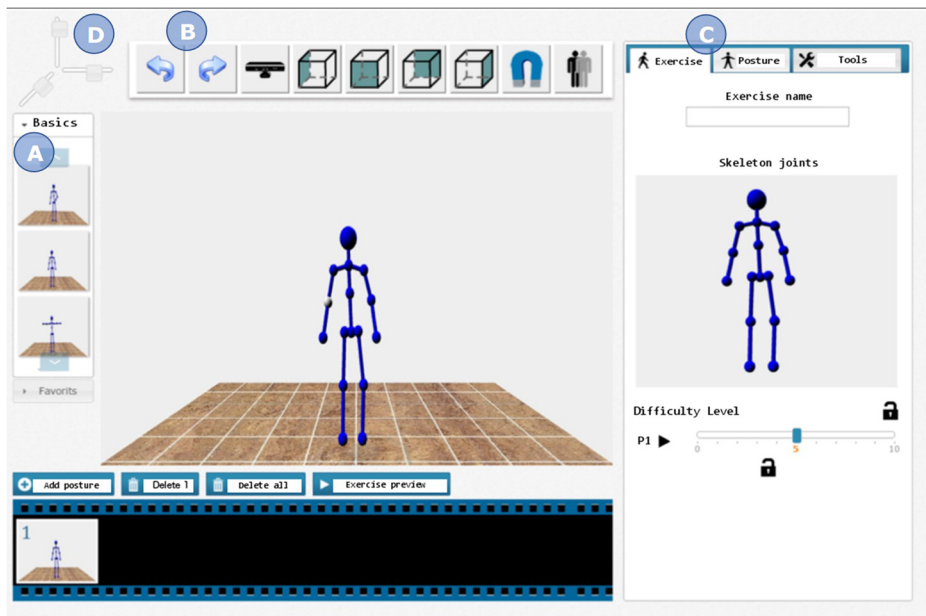 D
B
C
Exercise
Posture
Tools
Basics
A
Exercise name
Skeleton joints
Favorits
Difficulty Level
P1
0
5
10
Add posture
Delete 1
Delete all
Exercise preview
1